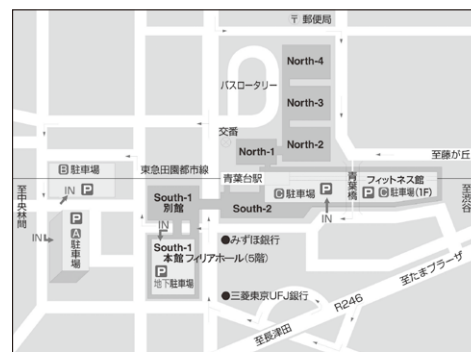 〒 郵便局
North-4
バスロータリー
North-3
交番
North-1
North-2
至藤が丘
B 駐車場
東急田園都市線
青葉台駅
青葉橋
フィットネス館
IN P
C 駐車場 P
P C 駐車場(1F)
至中央林間
至渋谷
South-1
別館
South-2
IN
IN
P
A
駐車場
IN
South-1
本館フィリアホール(5階)
P
地下駐車場
●みずほ銀行
●三菱東京UFJ銀行
至たまプラーザ
R246
至長津田